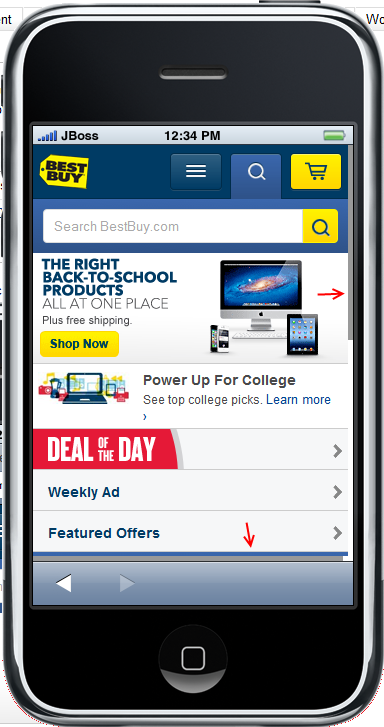 ent
Wo
JBoss 12:34 PM
BEST
BUY
Search BestBuy.com
THE RIGHT
BACK-TO-SCHOOL
PRODUCTS
ALL AT ONE PLACE
Plus free shipping.
Shop Now
Power Up For College
See top college picks. Learn more
›
DEAL OF THE DAY
Weekly Ad
Featured Offers